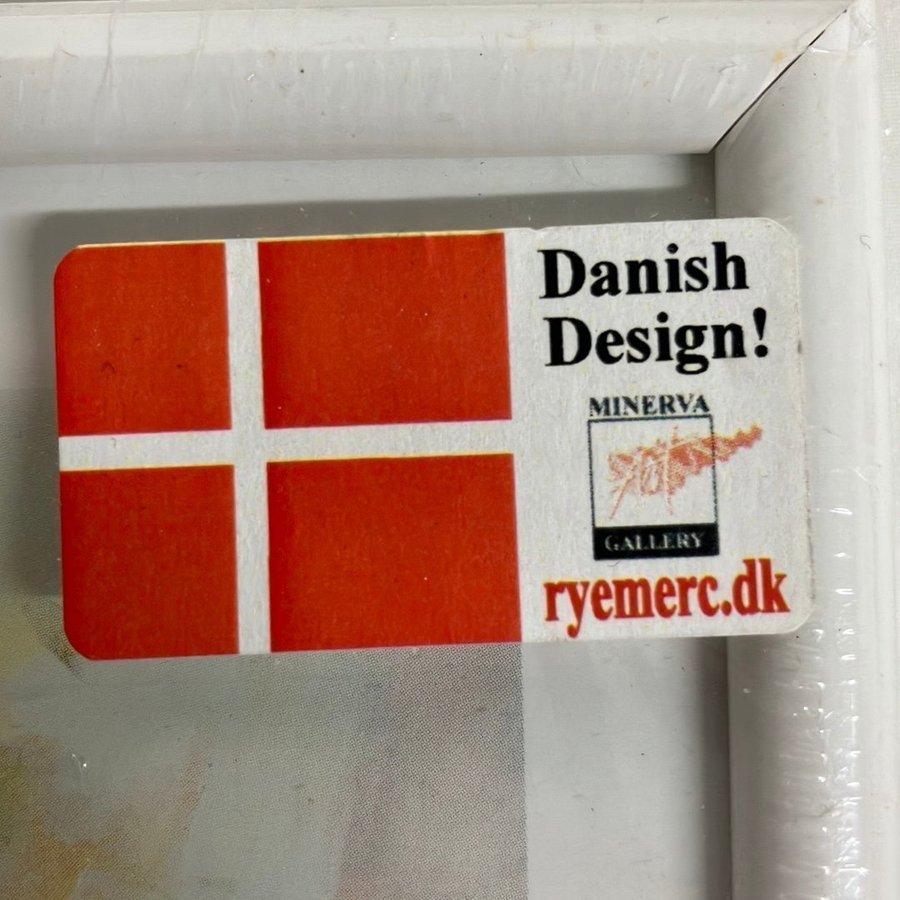 Danish
Design!
MINERVA
GALLERY
ryemerc.dk